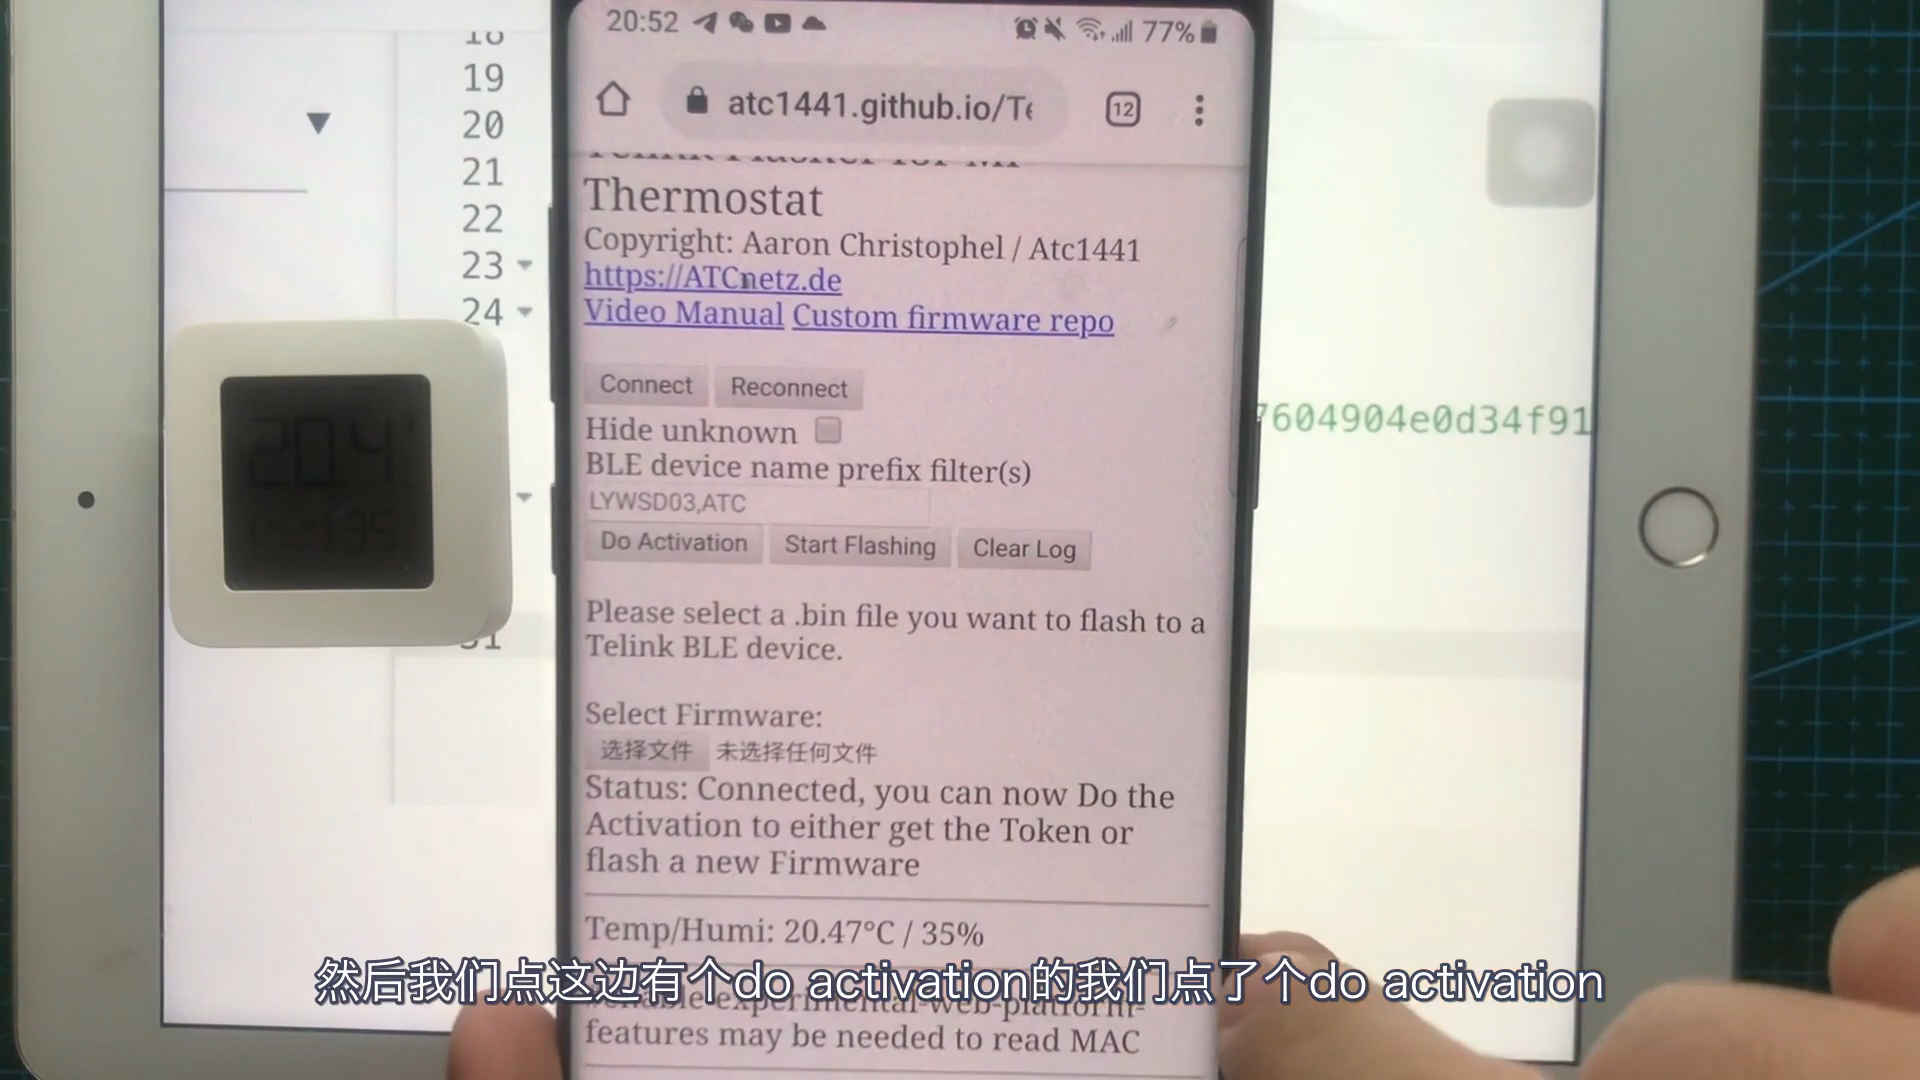 20:52
77%
atc1441.github.io/Te
12
Thermostat
Copyright: Aaron Christophel / Atc1441
https://ATCnetz.de
Video Manual Custom firmware repo
Connect Reconnect
Hide unknown
BLE device name prefix filter(s)
LYWSD03,ATC
Do Activation Start Flashing Clear Log
Please select a .bin file you want to flash to a
Telink BLE device.
Select Firmware:
选择文件 未选择任何文件
Status: Connected, you can now Do the
Activation to either get the Token or
flash a new Firmware
Temp/Humi: 20.47°C / 35%
features may be needed to read MAC
19
20
21
22
23
24
7604904e0d34f91
20.4
35
然后我们点这边有个do activation的我们点了个do activation